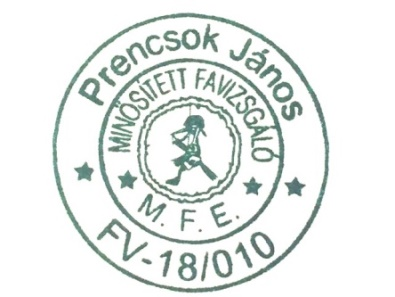 Prencsok János
MINŐSÍTETT FAVIZSGÁLÓ
M. F. E.
FV-18/010